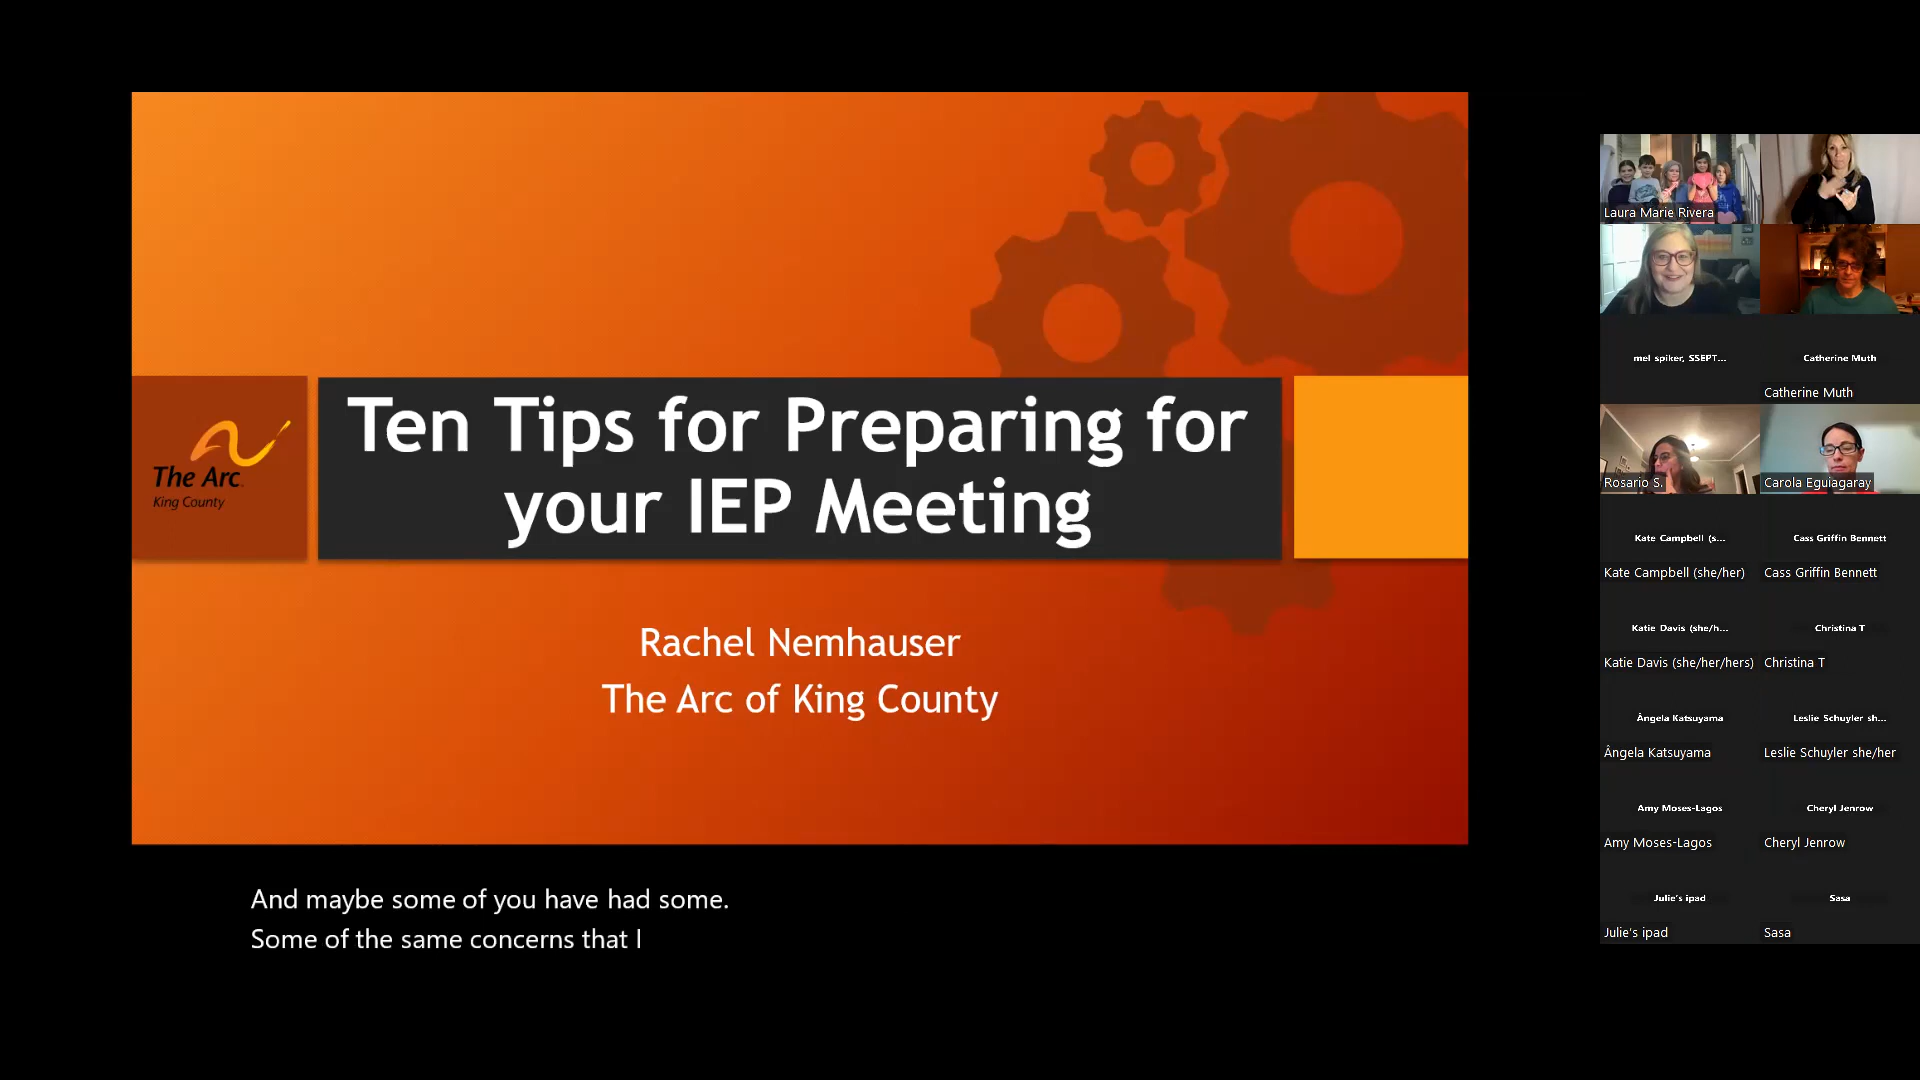 Ten Tips for Preparing for
your IEP Meeting
The Arc
King County
Rachel Nemhauser
The Arc of King County
And maybe some of you have had some.
Some of the same concerns that I
Laura Marie Rivera
mel spiker, SSEPT...
Catherine Muth
Catherine Muth
Rosario S.
Carola Eguiagaray
Kate Campbell (s...
Cass Griffin Bennett
Kate Campbell (she/her)
Cass Griffin Bennett
Katie Davis (she/h...
Christina T
Katie Davis (she/her/hers)
Christina T
Ângela Katsuyama
Leslie Schuyler sh...
Ângela Katsuyama
Leslie Schuyler she/her
Amy Moses-Lagos
Cheryl Jenrow
Amy Moses-Lagos
Cheryl Jenrow
Julie's ipad
Sasa
Julie's ipad
Sasa